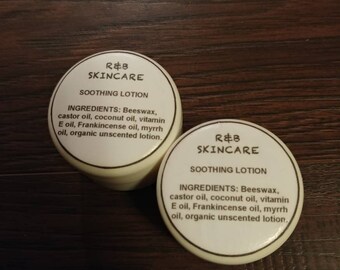 R&B
SKINCARE
SOOTHING LOTION
INGREDIENTS: Beeswax,
castor oil, coconut oil, vitamin
E oil, Frankincense oil, myrrh
oil, organic unscented lotion.
R&B
SKINCARE
SOOTHING LOTION
INGREDIENTS: Beeswax,
castor oil, coconut oil, vitamin
E oil, Frankincense oil, myrrh
oil, organic unscented lotion.